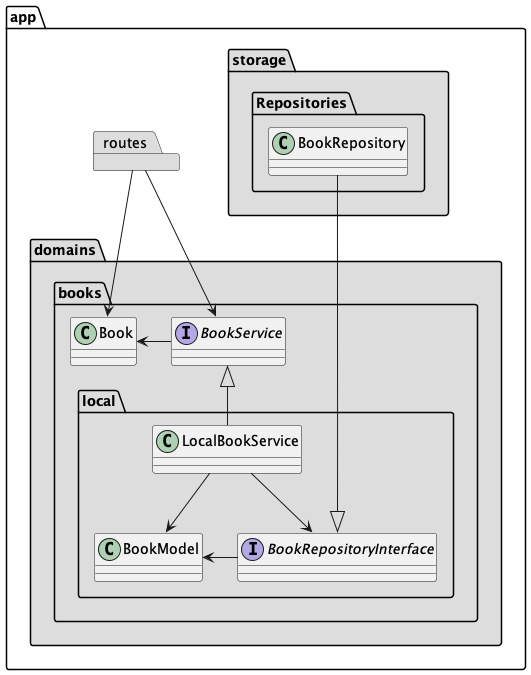 app
storage
Repositories
C BookRepository
routes
domains
books
C Book
I BookService
local
C LocalBookService
C BookModel
I BookRepositoryInterface